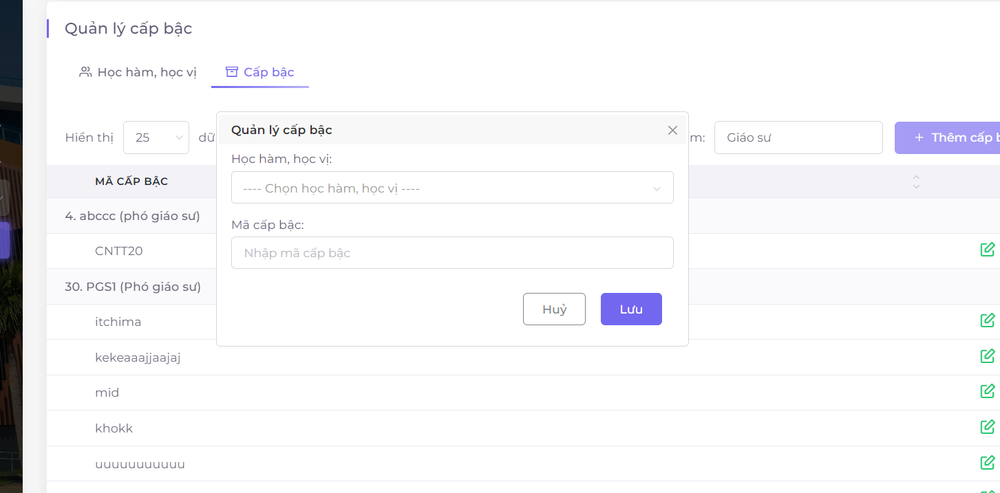 Quản lý cấp bậc
Học hàm, học vị
Cấp bậc
Hiển thị 25 dữ
Quản lý cấp bậc
Học hàm, học vị:
---- Chọn học hàm, học vị ----
Mã cấp bậc:
Nhập mã cấp bậc
Huỷ
Lưu
m: Giáo sư
+ Thêm cấp
MÃ CẤP BẬC
4. abccc (phó giáo sư)
CNTT20
30. PGS1 (Phó giáo sư)
itchima
kekeaaajjaajaj
mid
khokk
uuuuuuuuuuu